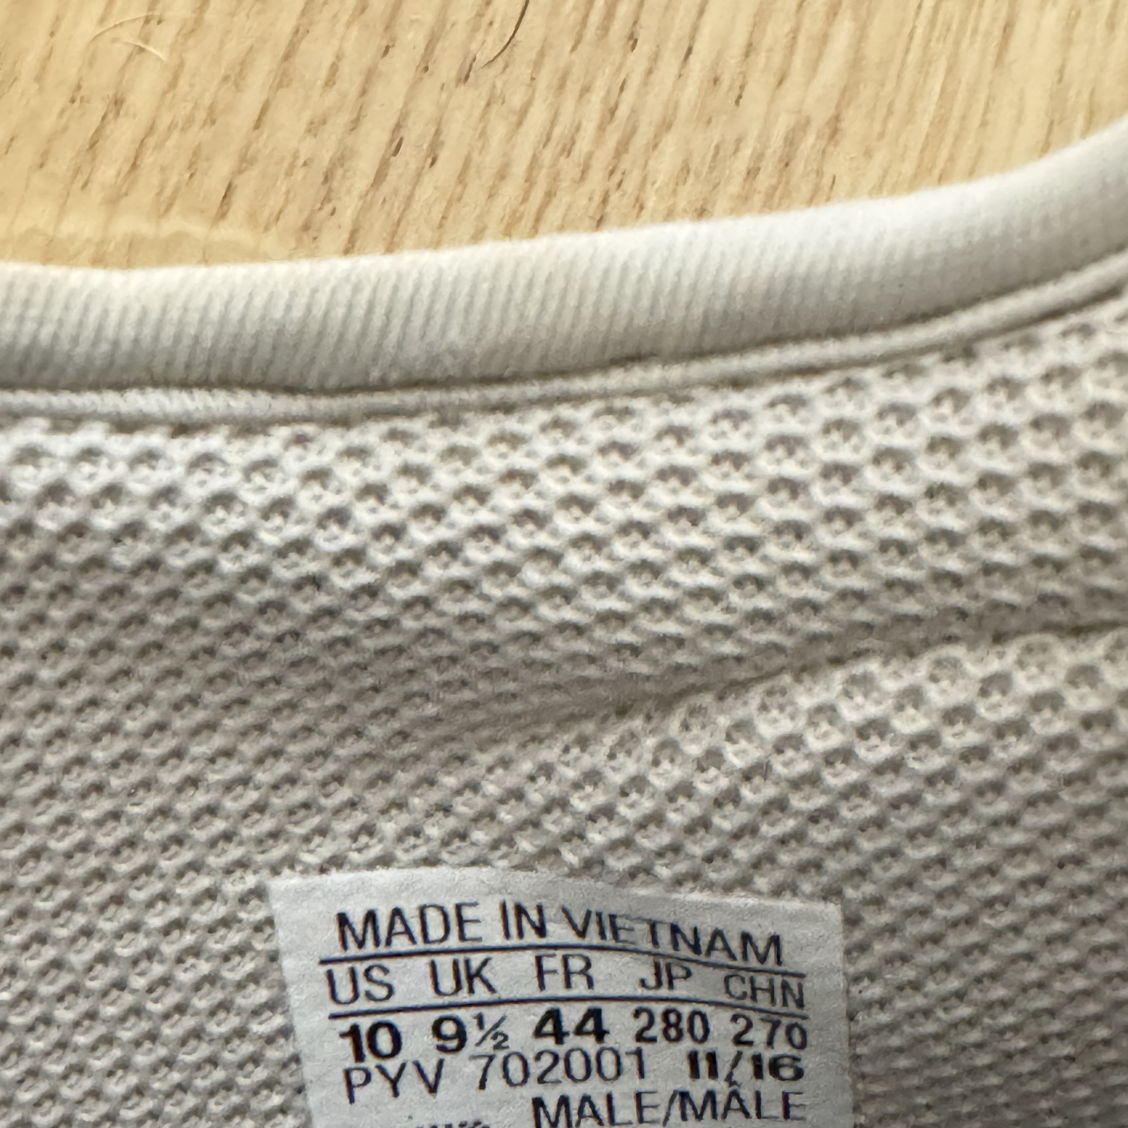 MADE IN VIETNAM
US UK FR JP CHN
10 9½ 44 280 270
PYV 702001 11/16
MALE/MÂLE